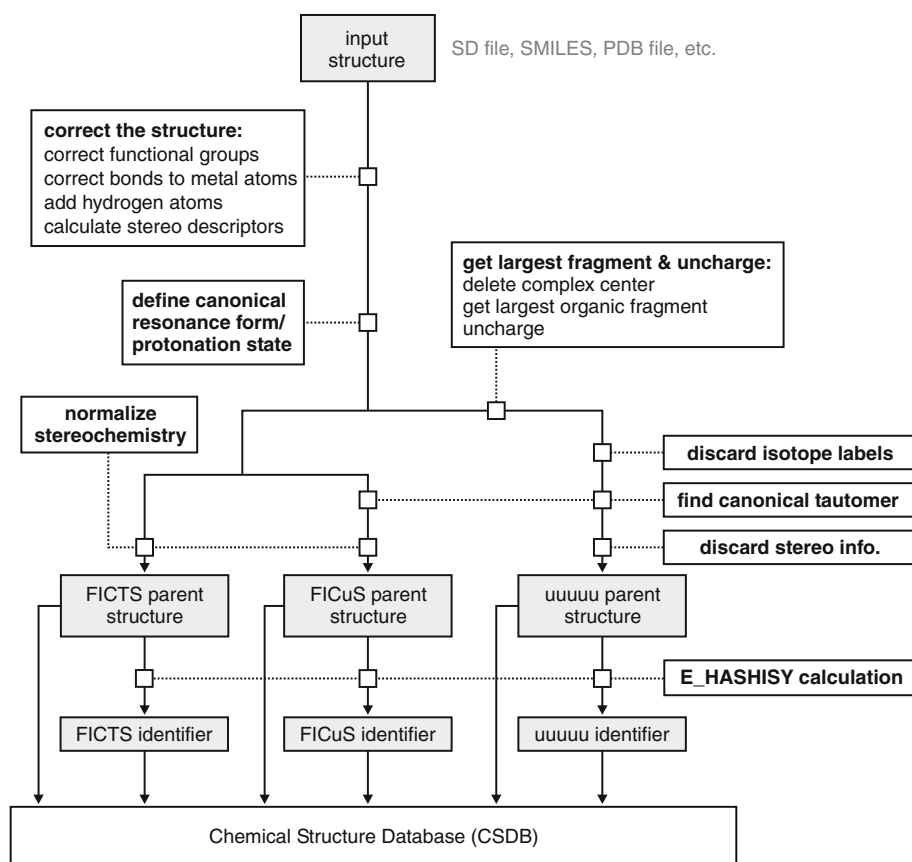 input
structure
SD file, SMILES, PDB file, etc.
correct the structure:
correct functional groups
correct bonds to metal atoms
add hydrogen atoms
calculate stereo descriptors
get largest fragment & uncharge:
delete complex center
get largest organic fragment
uncharge
define canonical
resonance form/
protonation state
normalize
stereochemistry
discard isotope labels
find canonical tautomer
discard stereo info.
FICTS parent
structure
FICuS parent
structure
uuuuu parent
structure
E_HASHISY calculation
FICTS identifier
FICuS identifier
uuuuu identifier
Chemical Structure Database (CSDB)